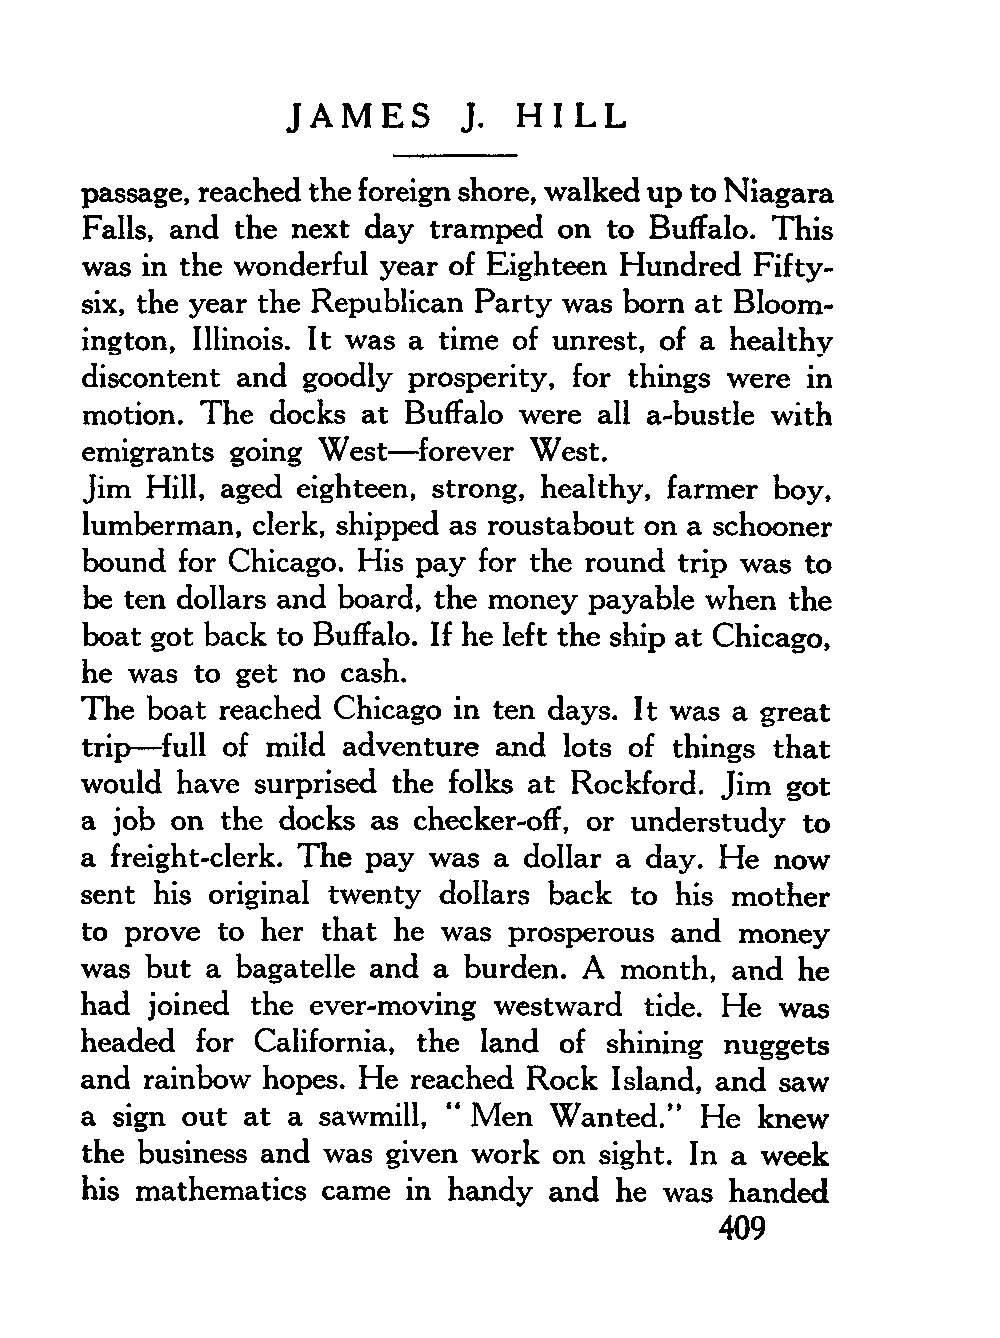 JAMES J. HILL
passage, reached the foreign shore, walked up to Niagara
Falls, and the next day tramped on to Buffalo. This
was in the wonderful year of Eighteen Hundred Fifty-
six, the year the Republican Party was born at Bloom-
ington, Illinois. It was a time of unrest, of a healthy
discontent and goodly prosperity, for things were in
motion. The docks at Buffalo were all a-bustle with
emigrants going West—forever West.
Jim Hill, aged eighteen, strong, healthy, farmer boy,
lumberman, clerk, shipped as roustabout on a schooner
bound for Chicago. His pay for the round trip was to
be ten dollars and board, the money payable when the
boat got back to Buffalo. If he left the ship at Chicago,
he was to get no cash.
The boat reached Chicago in ten days. It was a great
trip—full of mild adventure and lots of things that
would have surprised the folks at Rockford. Jim got
a job on the docks as checker-off, or understudy to
a freight-clerk. The pay was a dollar a day. He now
sent his original twenty dollars back to his mother
to prove to her that he was prosperous and money
was but a bagatelle and a burden. A month, and he
had joined the ever-moving westward tide. He was
headed for California, the land of shining nuggets
and rainbow hopes. He reached Rock Island, and saw
a sign out at a sawmill, “ Men Wanted.” He knew
the business and was given work on sight. In a week
his mathematics came in handy and he was handed
409